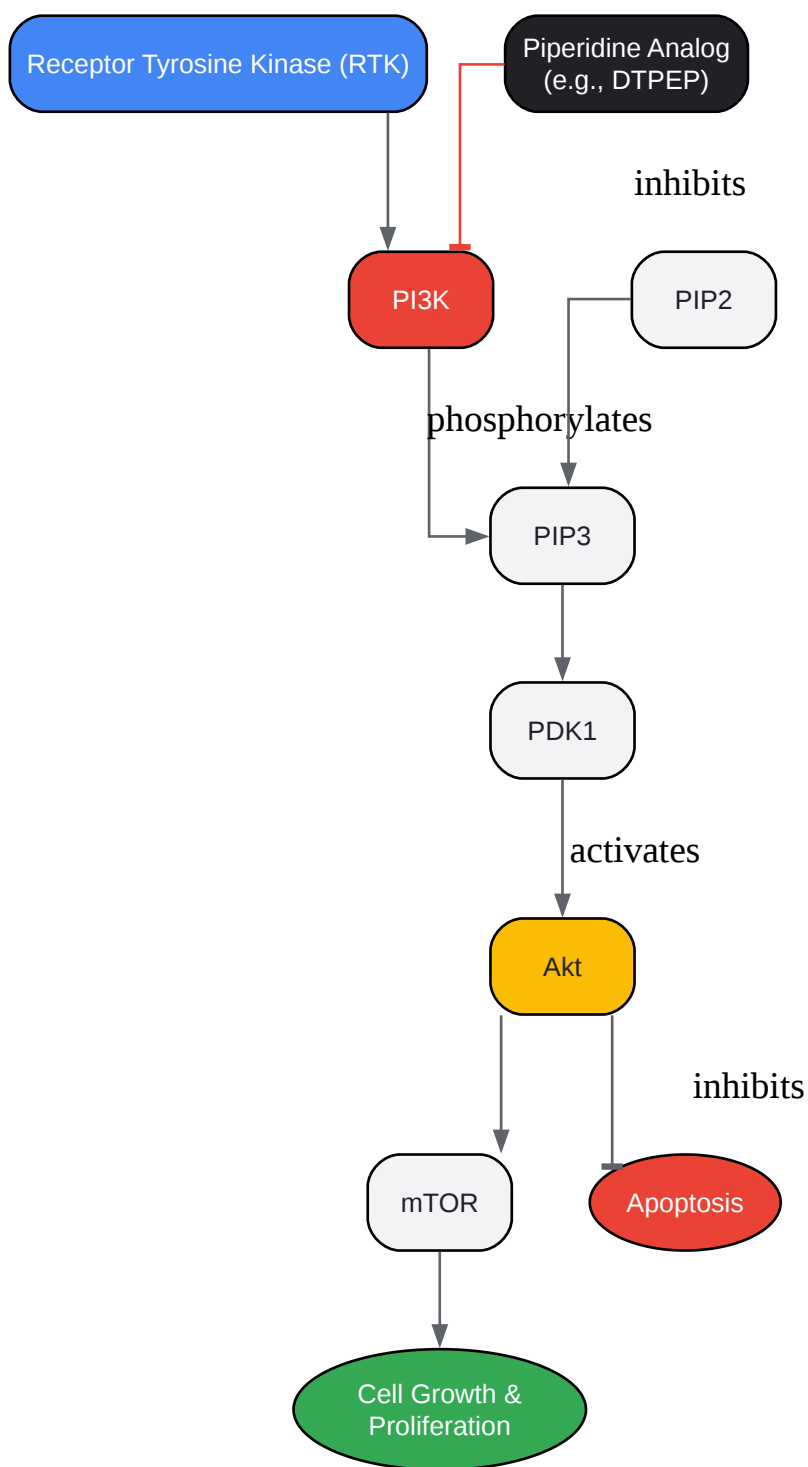 Receptor Tyrosine Kinase (RTK)
Piperidine Analog
(e.g., DTPEP)
inhibits
PI3K
PIP2
phosphorylates
PIP3
PDK1
activates
Akt
inhibits
mTOR
Apoptosis
Cell Growth &
Proliferation